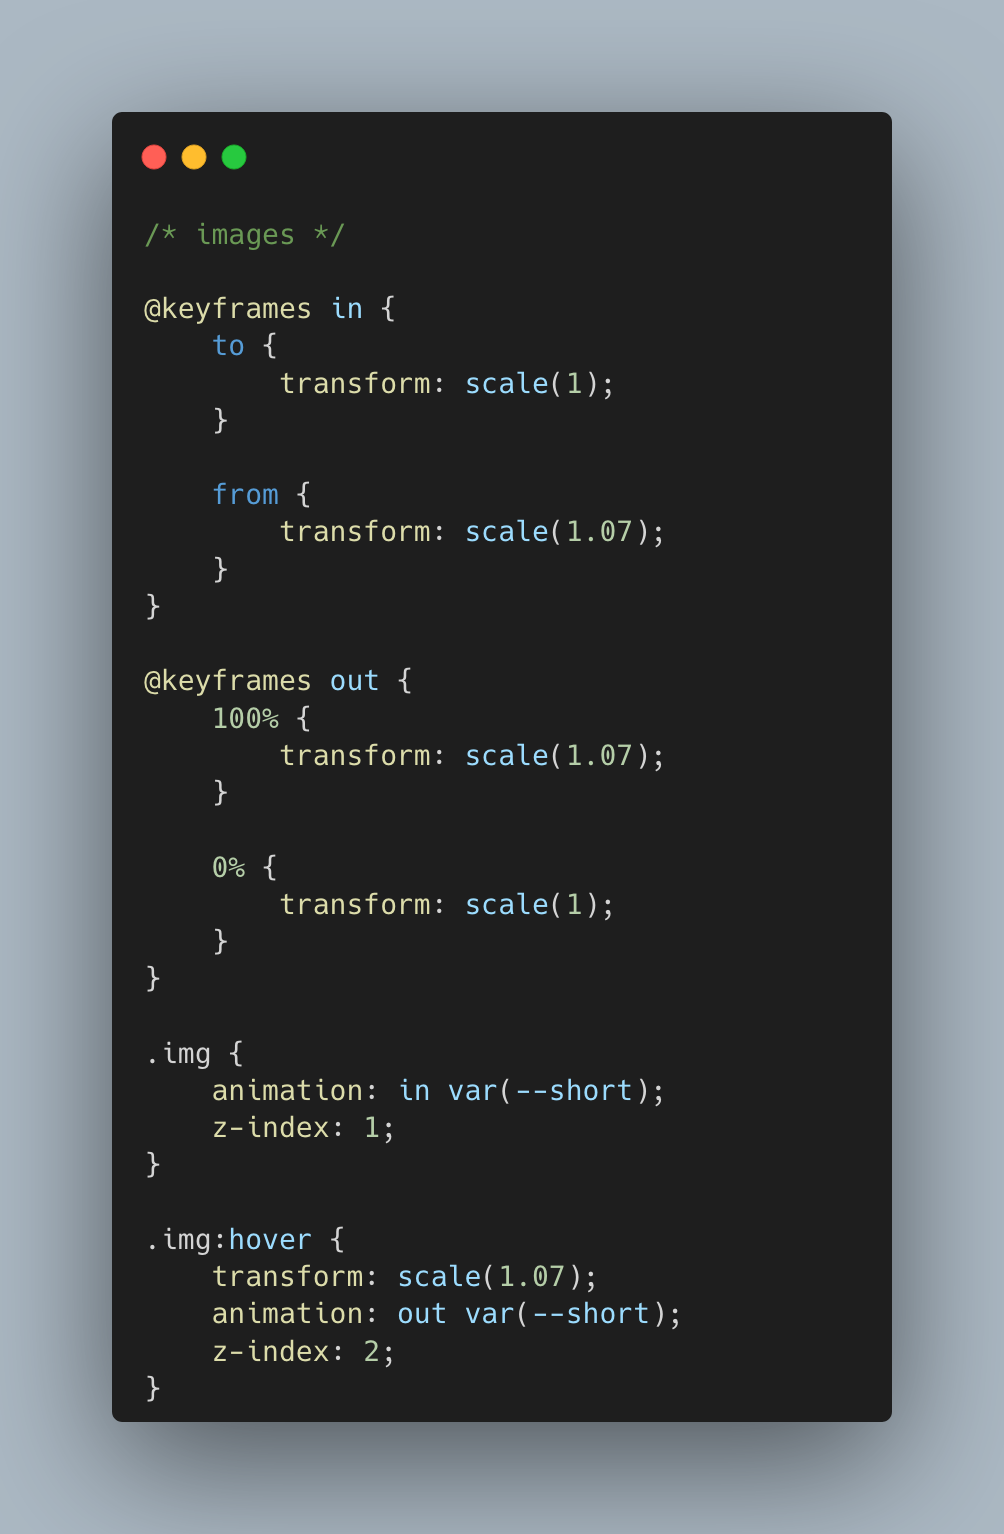 /* images */
@keyframes in {
    to {
        transform: scale(1);
    }
    from {
        transform: scale(1.07);
    }
}
@keyframes out {
    100% {
        transform: scale(1.07);
    }
    0% {
        transform: scale(1);
    }
}
.img {
    animation: in var(--short);
    z-index: 1;
}
.img:hover {
    transform: scale(1.07);
    animation: out var(--short);
    z-index: 2;
}